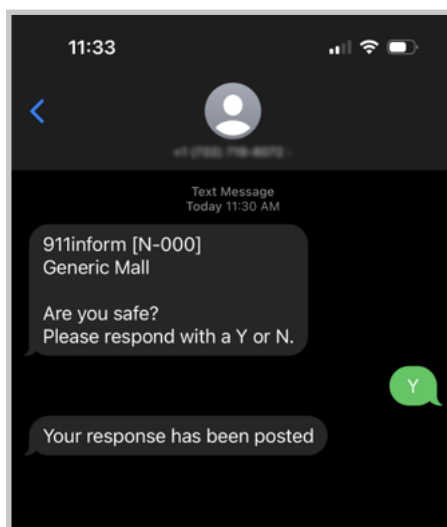 11:33
Text Message
Today 11:30 AM
911inform [N-000]
Generic Mall
Are you safe?
Please respond with a Y or N.
Y
Your response has been posted